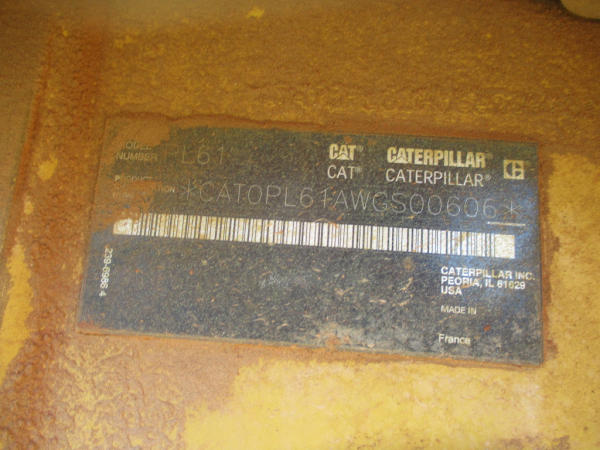 MODEL
NUMBER PL61
CAT® CATERPILLAR®
CAT® CATERPILLAR®
PRODUCT
*CAT0PL61AWGS00606*
239-6966 4
CATERPILLAR INC.
PEORIA, IL 61629
USA
MADE IN
France